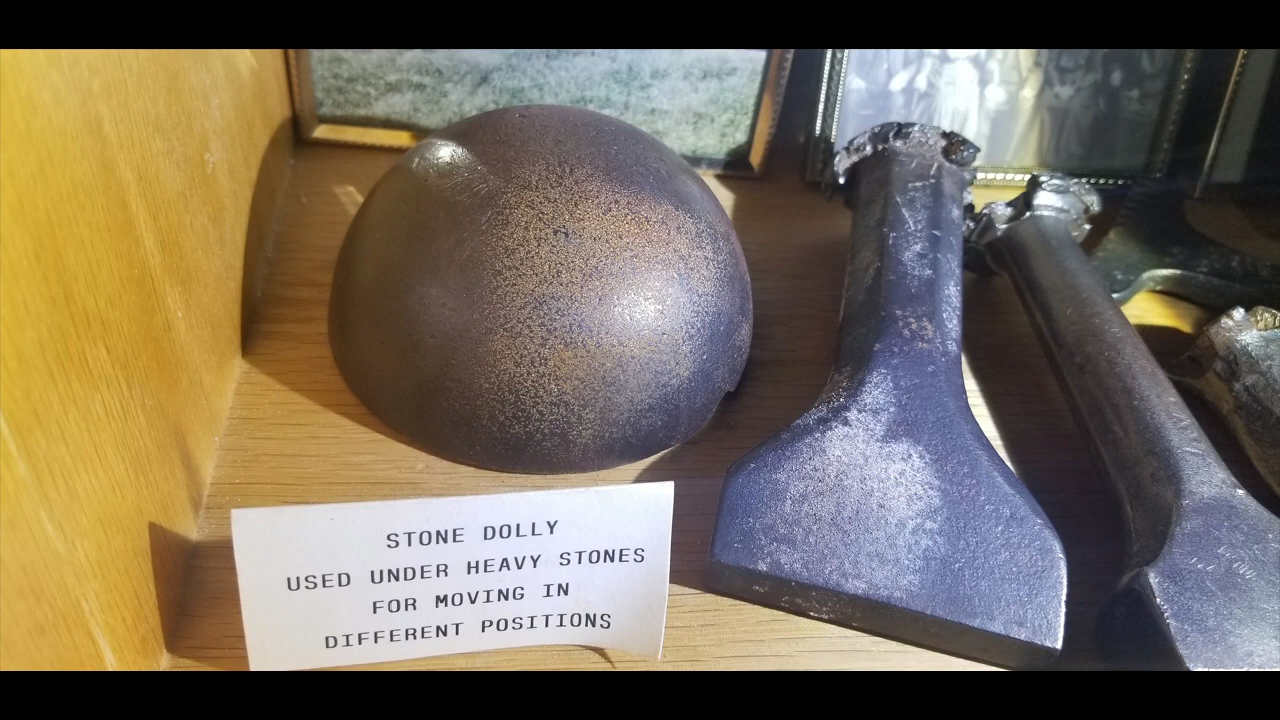 STONE DOLLY
USED UNDER HEAVY STONES
FOR MOVING IN
DIFFERENT POSITIONS